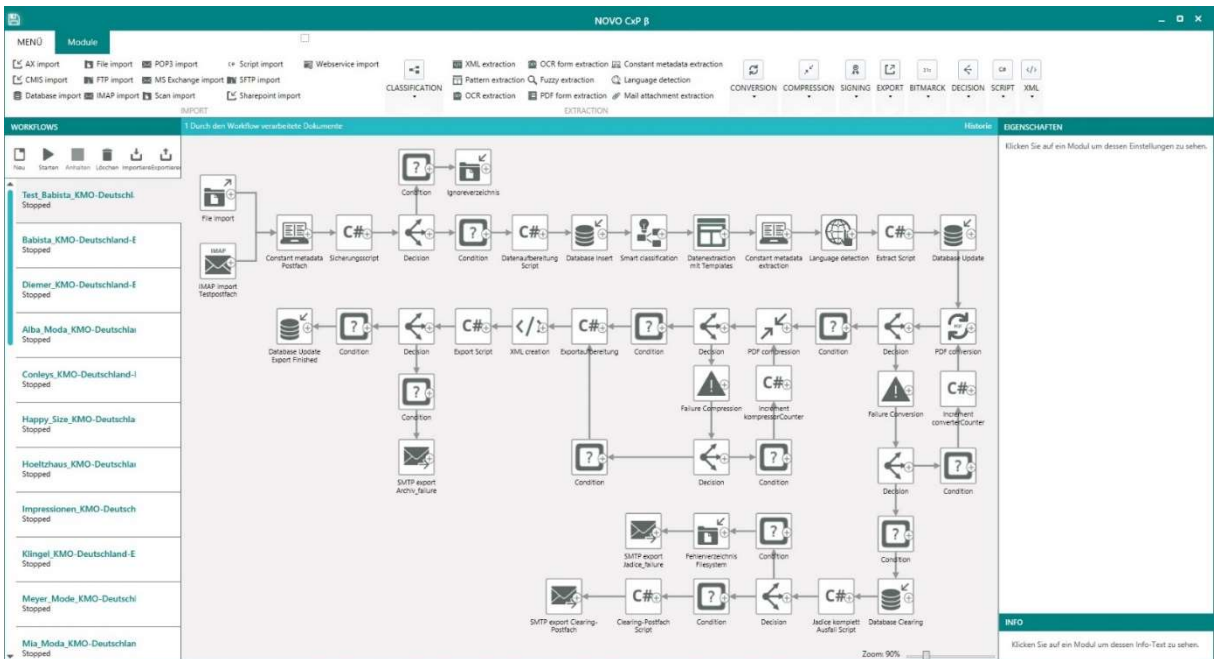 NOVO CxP β
MENÜ Module
AX import File import POP3 import Script import Webservice import
CMIS import FTP import MS Exchange import SFTP import
Database import IMAP import Scan import Sharepoint import
IMPORT
CLASSIFICATION
XML extraction OCR form extraction Constant metadata extraction
Pattern extraction Fuzzy extraction Language detection
OCR extraction PDF form extraction Mail attachment extraction
EXTRACTION
CONVERSION COMPRESSION SIGNING EXPORT BITMARCK DECISION SCRIPT XML
WORKFLOWS
1 Durch den Workflow verarbeitete Dokumente Historie
EIGENSCHAFTEN
Klicken Sie auf ein Modul um dessen Einstellungen zu sehen.
Neu Starten Anhalten Löschen Importiere Exportiere
Test_Babista_KMO-Deutschl
Stopped
Babista_KMO-Deutschland-E
Stopped
Diemer_KMO-Deutschland-E
Stopped
Alba_Moda_KMO-Deutschlar
Stopped
Conleys_KMO-Deutschland-I
Stopped
Happy_Size_KMO-Deutschla
Stopped
Hoeltzhaus_KMO-Deutschlar
Stopped
Impressionen_KMO-Deutsch
Stopped
Klingel_KMO-Deutschland-E
Stopped
Meyer_Mode_KMO-Deutschl
Stopped
Mia_Moda_KMO-Deutschlan
Stopped
Condition Ignoreverzeichnis
File import
IMAP
IMAP import
Testpostfach
C# C# C#
Constant metadata
Postfach
Sicherungsscript
Decision
Condition
Datenaufbereitung
Script
Database insert
Smart classification
Datenextraktion
mit Templates
Constant metadata
extraction
Language detection
Extract Script
Database Update
C# </> C#
Database Update
Export Finished
Condition
Decision
Export Script
XML creation
Exportaufbereitung
Condition
Decision
PDF compression
Condition
Decision
PDF conversion
Condition
Failure Compression
C#
Increment
kompressorCounter
Failure Conversion
C#
Increment
converterCounter
SMTP export
Archiv_failure
Condition
Decision
Condition
Decision
Condition
SMTP export
Jadice_failure
Fehlerverzeichnis
Filesystem
Condition
Condition
C# C#
SMTP export Clearing-
Postfach
Clearing-Postfach
Script
Condition
Decision
Jadice komplett
Ausfall Script
Database Clearing
Zoom: 90%
INFO
Klicken Sie auf ein Modul um dessen Info-Text zu sehen.